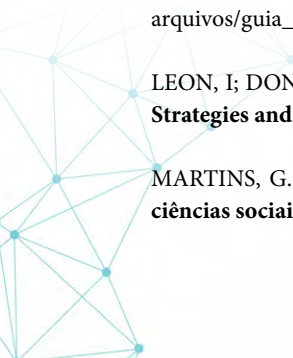 arquivos/guia_
LEON, I; DON
Strategies and
MARTINS, G.
ciências sociai